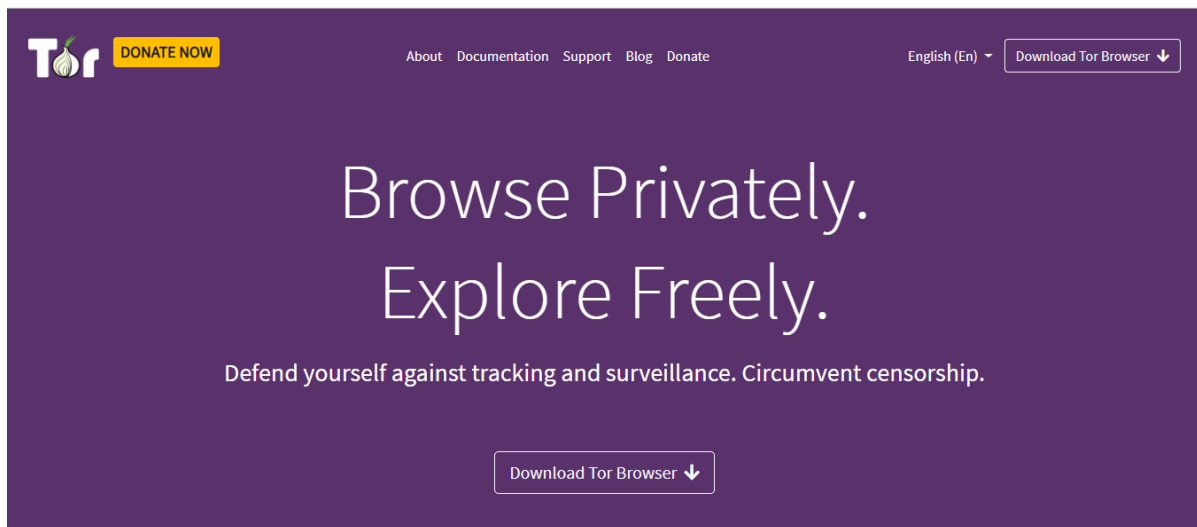 Tor
DONATE NOW
About Documentation Support Blog Donate
English (En)
Download Tor Browser
Browse Privately.
Explore Freely.
Defend yourself against tracking and surveillance. Circumvent censorship.
Download Tor Browser